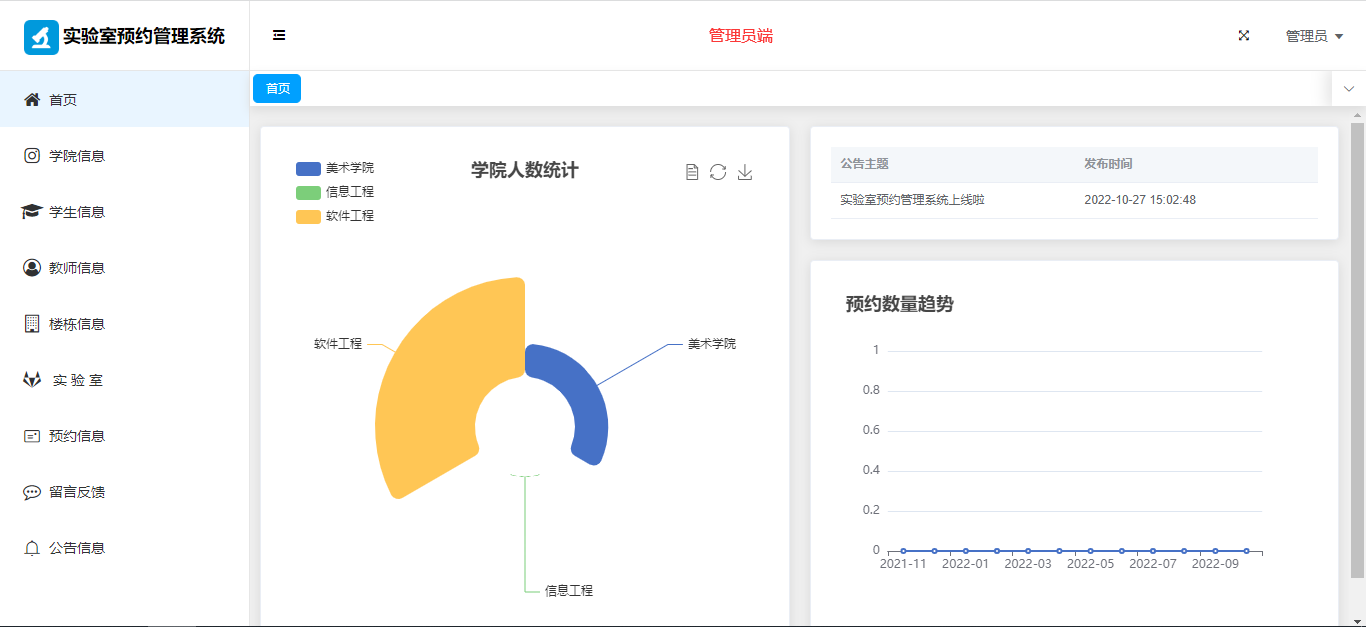 实验室预约管理系统
管理员端
管理员
首页
学院信息
学生信息
教师信息
楼栋信息
实 验 室
预约信息
留言反馈
公告信息
首页
学院人数统计
美术学院
信息工程
软件工程
软件工程
美术学院
信息工程
公告主题 发布时间
实验室预约管理系统上线啦 2022-10-27 15:02:48
预约数量趋势
1
0.8
0.6
0.4
0.2
0
2021-11 2022-01 2022-03 2022-05 2022-07 2022-09